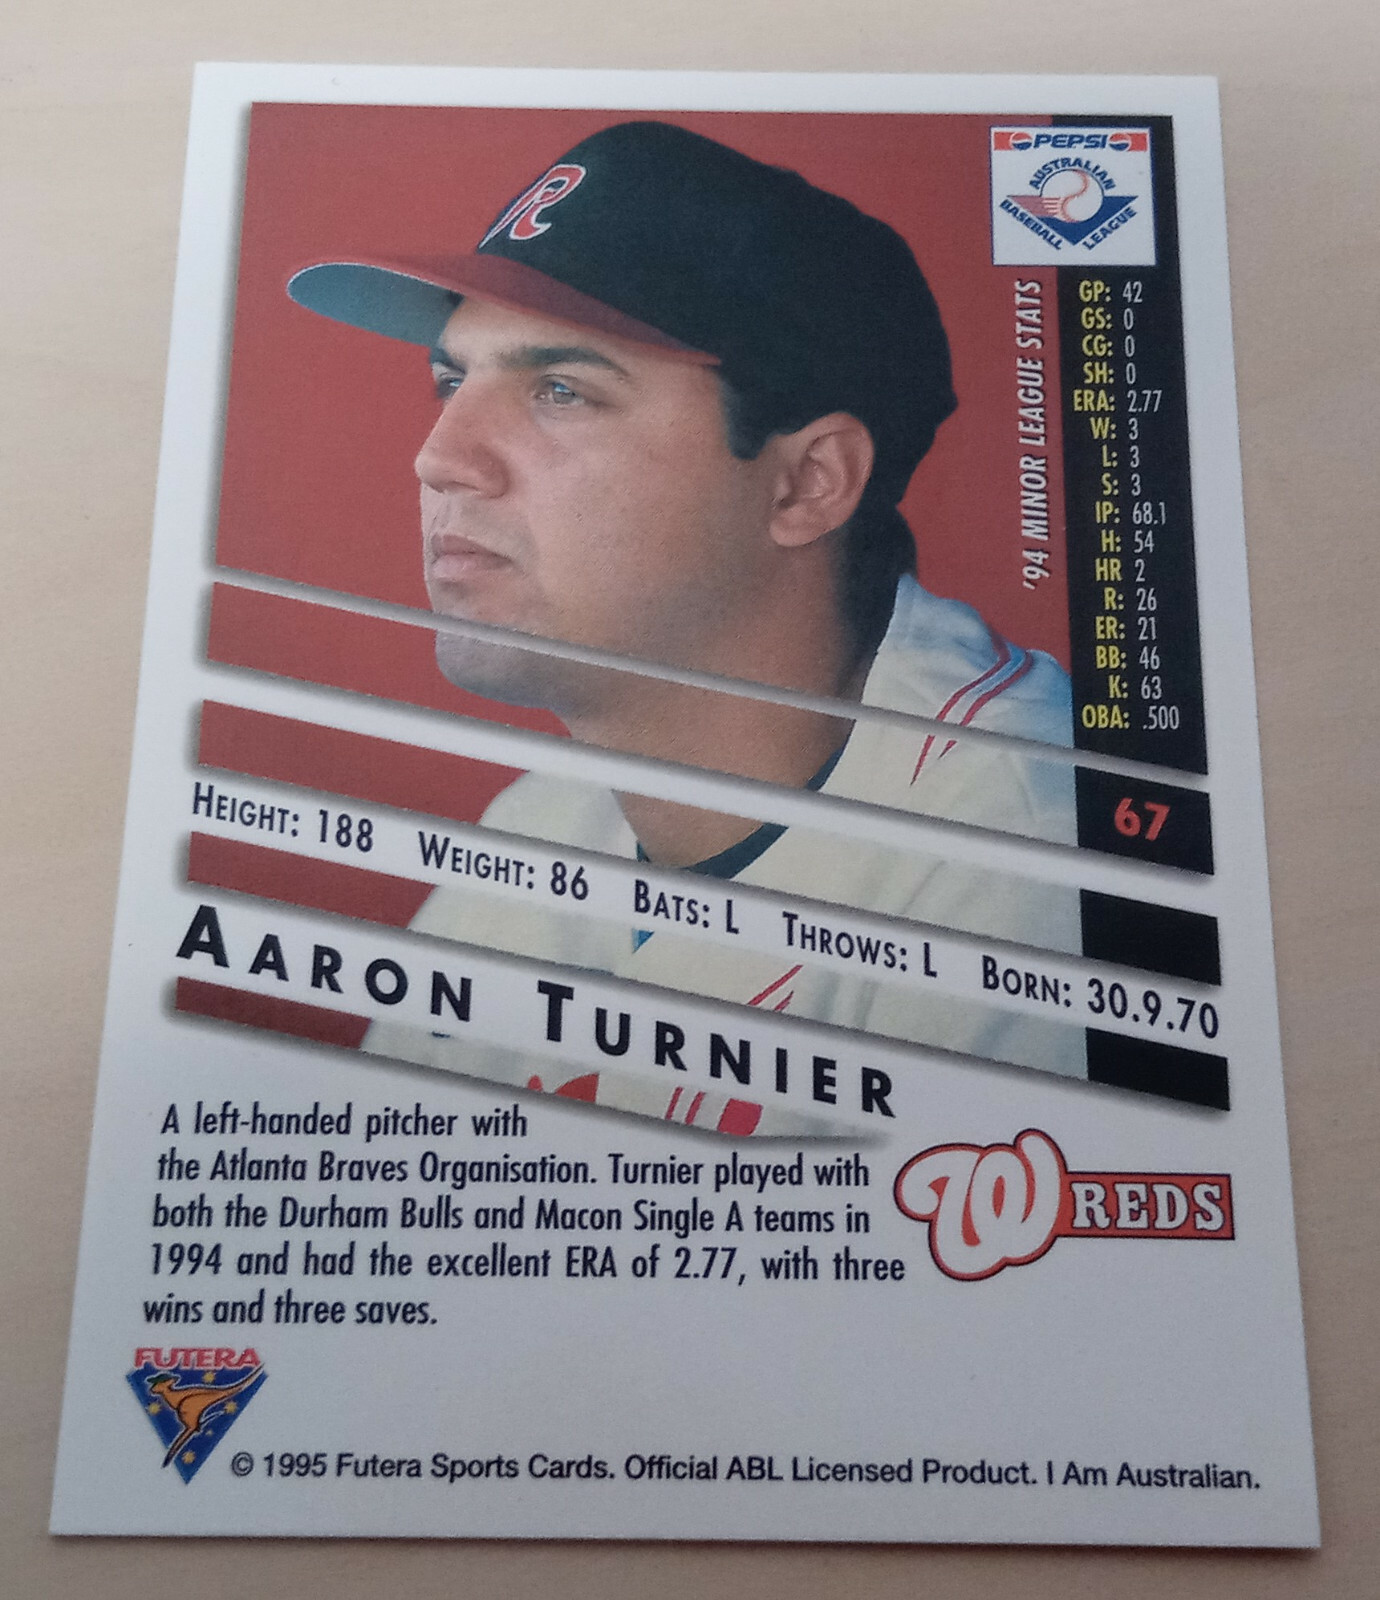 R
PEPSI
AUSTRALIAN
BASEBALL LEAGUE
'94 MINOR LEAGUE STATS
GP: 42
GS: 0
CG: 0
SH: 0
ERA: 2.77
W: 3
L: 3
S: 3
IP: 68.1
H: 54
HR 2
R: 26
ER: 21
BB: 46
K: 63
OBA: .500
67
HEIGHT: 188 WEIGHT: 86 BATS: L THROWS: L BORN: 30.9.70
AARON TURNIER
A left-handed pitcher with
the Atlanta Braves Organisation. Turnier played with
both the Durham Bulls and Macon Single A teams in
1994 and had the excellent ERA of 2.77, with three
wins and three saves.
W REDS
FUTERA
© 1995 Futera Sports Cards. Official ABL Licensed Product. I Am Australian.